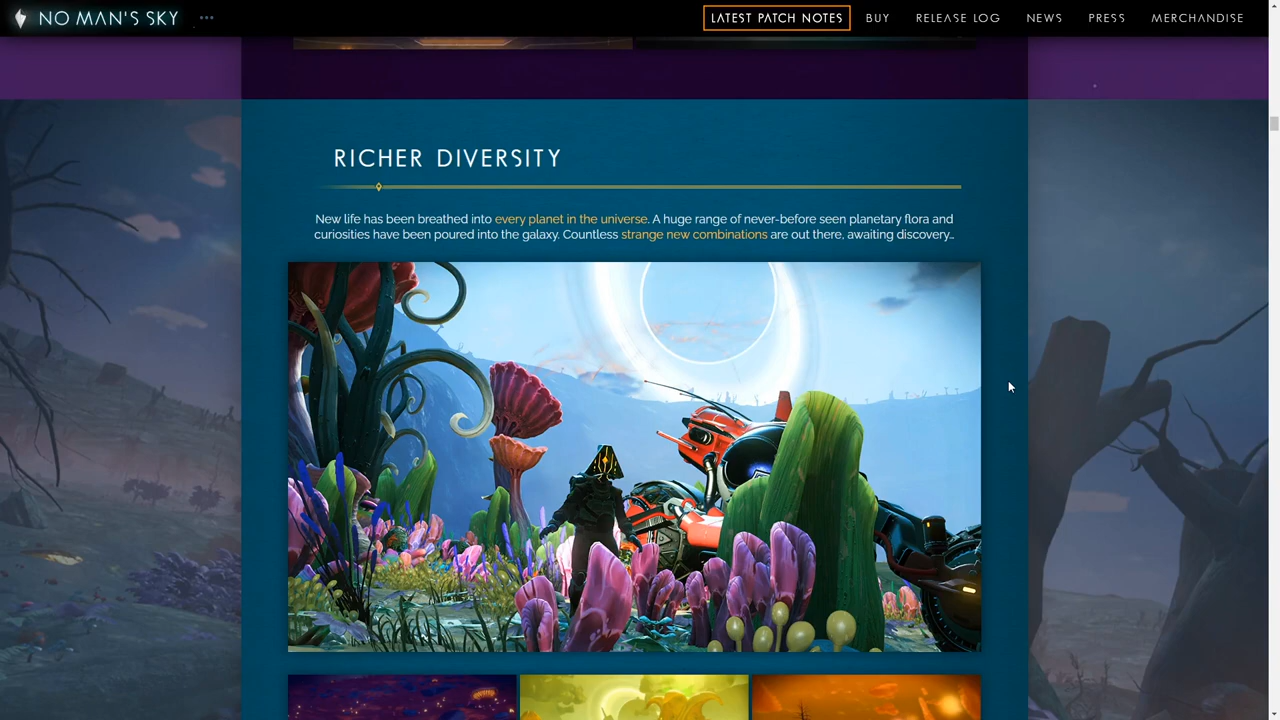 NO MAN'S SKY
LATEST PATCH NOTES BUY RELEASE LOG NEWS PRESS MERCHANDISE
RICHER DIVERSITY
New life has been breathed into every planet in the universe. A huge range of never-before seen planetary flora and
curiosities have been poured into the galaxy. Countless strange new combinations are out there, awaiting discovery…